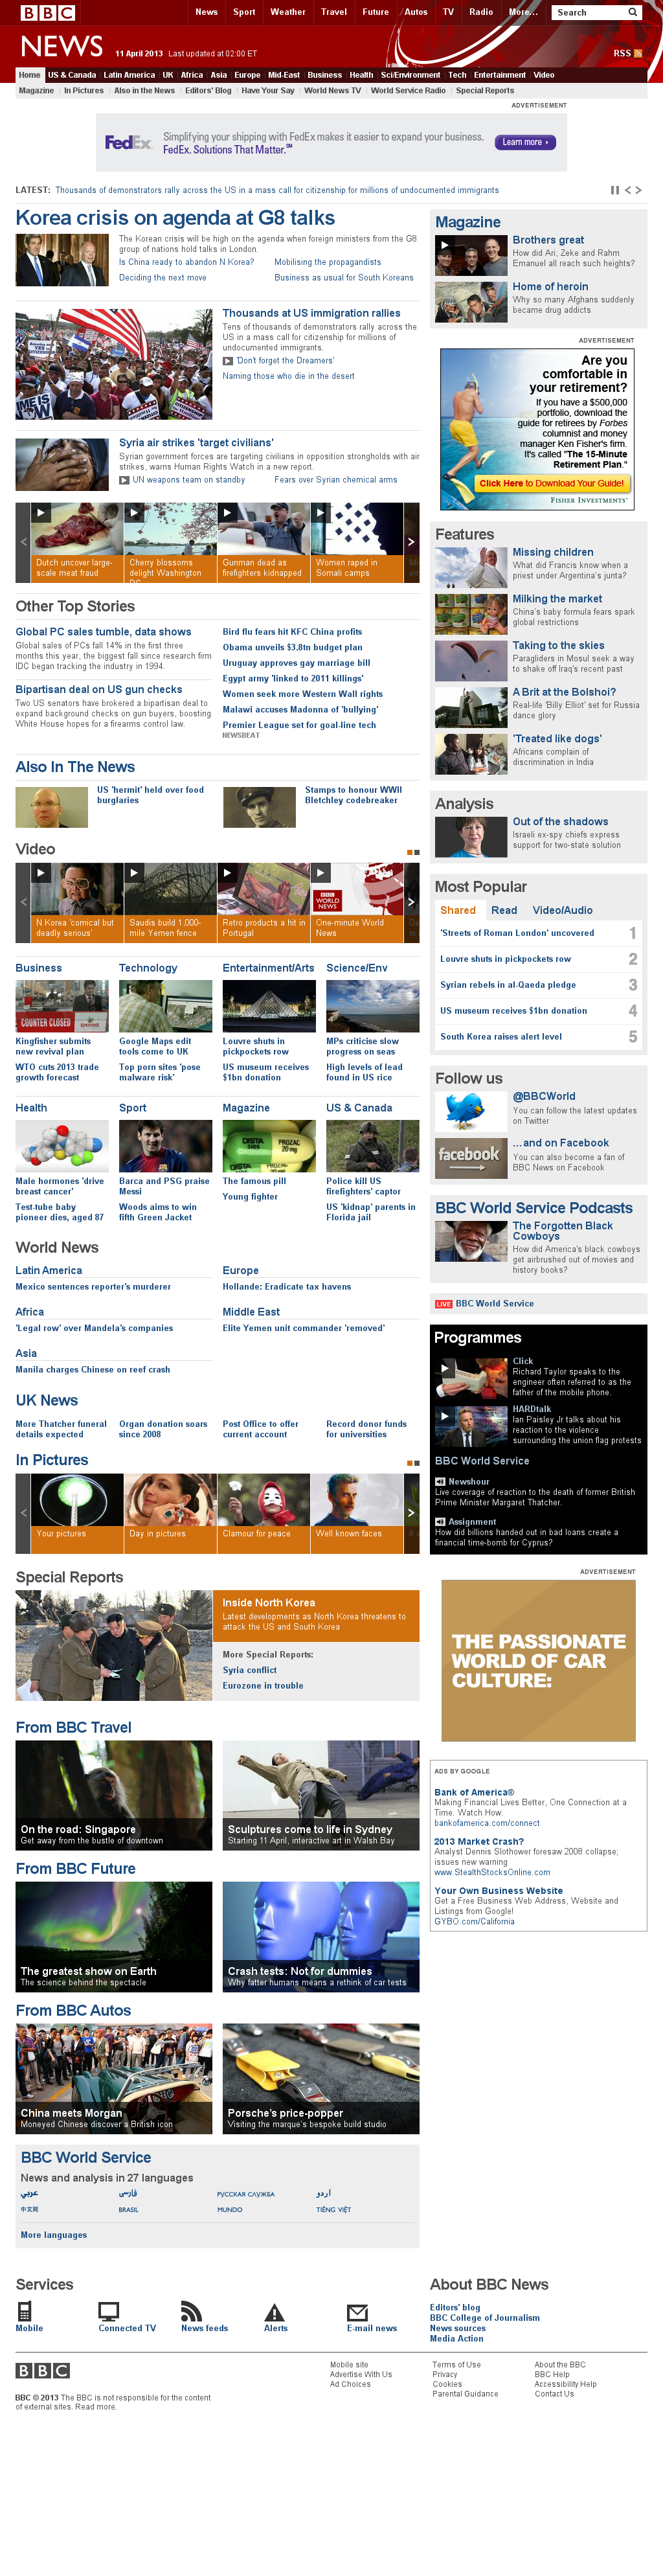 BBC
News Sport Weather Travel Future Autos TV Radio More... Search
NEWS 11 April 2013 Last updated at 02:00 ET RSS
Home US & Canada Latin America UK Africa Asia Europe Mid-East Business Health Sci/Environment Tech Entertainment Video
Magazine In Pictures Also in the News Editors' Blog Have Your Say World News TV World Service Radio Special Reports
ADVERTISEMENT
FedEx
Simplifying your shipping with FedEx makes it easier to expand your business.
FedEx. Solutions That Matter.℠
Learn more
LATEST: Thousands of demonstrators rally across the US in a mass call for citizenship for millions of undocumented immigrants
Korea crisis on agenda at G8 talks
The Korean crisis will be high on the agenda when foreign ministers from the G8
group of nations hold talks in London.
Is China ready to abandon N Korea? Mobilising the propagandists
Deciding the next move Business as usual for South Koreans
Thousands at US immigration rallies
Tens of thousands of demonstrators rally across the
US in a mass call for citizenship for millions of
undocumented immigrants.
'Don't forget the Dreamers'
Naming those who die in the desert
Syria air strikes 'target civilians'
Syrian government forces are targeting civilians in opposition strongholds with air
strikes, warns Human Rights Watch in a new report.
UN weapons team on standby Fears over Syrian chemical arms
Dutch uncover large-
scale meat fraud
Cherry blossoms
delight Washington
DC
Gunman dead as
firefighters kidnapped
Women raped in
Somali camps
Other Top Stories
Global PC sales tumble, data shows
Global sales of PCs fall 14% in the first three
months this year, the biggest fall since research firm
IDC began tracking the industry in 1994.
Bipartisan deal on US gun checks
Two US senators have brokered a bipartisan deal to
expand background checks on gun buyers, boosting
White House hopes for a firearms control law.
Bird flu fears hit KFC China profits
Obama unveils $3.8tn budget plan
Uruguay approves gay marriage bill
Egypt army 'linked to 2011 killings'
Women seek more Western Wall rights
Malawi accuses Madonna of 'bullying'
Premier League set for goal-line tech
NEWSBEAT
Also In The News
US 'hermit' held over food
burglaries
Stamps to honour WWII
Bletchley codebreaker
Video
N Korea 'comical but
deadly serious'
Saudis build 1,000-
mile Yemen fence
Retro products a hit in
Portugal
BBC
WORLD
NEWS
One-minute World
News
Business Technology Entertainment/Arts Science/Env
COUNTER CLOSED
Kingfisher submits
new revival plan
WTO cuts 2013 trade
growth forecast
Google Maps edit
tools come to UK
Top porn sites 'pose
malware risk'
Louvre shuts in
pickpockets row
US museum receives
$1bn donation
MPs criticise slow
progress on seas
High levels of lead
found in US rice
Health Sport Magazine US & Canada
DISTA
3105
PROZAC
20 mg
Male hormones 'drive
breast cancer'
Test-tube baby
pioneer dies, aged 87
Barca and PSG praise
Messi
Woods aims to win
fifth Green Jacket
The famous pill
Young fighter
Police kill US
firefighters' captor
US 'kidnap' parents in
Florida jail
World News
Latin America
Mexico sentences reporter's murderer
Europe
Hollande: Eradicate tax havens
Africa
'Legal row' over Mandela's companies
Middle East
Elite Yemen unit commander 'removed'
Asia
Manila charges Chinese on reef crash
UK News
More Thatcher funeral
details expected
Organ donation soars
since 2008
Post Office to offer
current account
Record donor funds
for universities
In Pictures
Your pictures
Day in pictures
Clamour for peace
Well known faces
Special Reports
Inside North Korea
Latest developments as North Korea threatens to
attack the US and South Korea
More Special Reports:
Syria conflict
Eurozone in trouble
From BBC Travel
On the road: Singapore
Get away from the bustle of downtown
Sculptures come to life in Sydney
Starting 11 April, interactive art in Walsh Bay
From BBC Future
The greatest show on Earth
The science behind the spectacle
Crash tests: Not for dummies
Why fatter humans means a rethink of car tests
From BBC Autos
China meets Morgan
Moneyed Chinese discover a British icon
Porsche's price-popper
Visiting the marque's bespoke build studio
BBC World Service
News and analysis in 27 languages
عربي فارسی РУССКАЯ СЛУЖБА اردو
中文网 BRASIL MUNDO TIẾNG VIỆT
More languages
Magazine
Brothers great
How did Ari, Zeke and Rahm
Emanuel all reach such heights?
Home of heroin
Why so many Afghans suddenly
became drug addicts
ADVERTISEMENT
Are you
comfortable in
your retirement?
If you have a $500,000
portfolio, download the
guide for retirees by Forbes
columnist and money
manager Ken Fisher's firm.
It's called "The 15-Minute
Retirement Plan."
Click Here to Download Your Guide!
FISHER INVESTMENTS
Features
Missing children
What did Francis know when a
priest under Argentina's junta?
Milking the market
China's baby formula fears spark
global restrictions
Taking to the skies
Paragliders in Mosul seek a way
to shake off Iraq's recent past
A Brit at the Bolshoi?
Real-life 'Billy Elliot' set for Russia
dance glory
'Treated like dogs'
Africans complain of
discrimination in India
Analysis
Out of the shadows
Israeli ex-spy chiefs express
support for two-state solution
Most Popular
Shared Read Video/Audio
'Streets of Roman London' uncovered 1
Louvre shuts in pickpockets row 2
Syrian rebels in al-Qaeda pledge 3
US museum receives $1bn donation 4
South Korea raises alert level 5
Follow us
@BBCWorld
You can follow the latest updates
on Twitter
facebook
...and on Facebook
You can also become a fan of
BBC News on Facebook
BBC World Service Podcasts
The Forgotten Black
Cowboys
How did America's black cowboys
get airbrushed out of movies and
history books?
LIVE BBC World Service
Programmes
Click
Richard Taylor speaks to the
engineer often referred to as the
father of the mobile phone.
HARDtalk
Ian Paisley Jr talks about his
reaction to the violence
surrounding the union flag protests
BBC World Service
Newshour
Live coverage of reaction to the death of former British
Prime Minister Margaret Thatcher.
Assignment
How did billions handed out in bad loans create a
financial time-bomb for Cyprus?
ADVERTISEMENT
THE PASSIONATE
WORLD OF CAR
CULTURE:
ADS BY GOOGLE
Bank of America®
Making Financial Lives Better, One Connection at a
Time. Watch How.
bankofamerica.com/connect
2013 Market Crash?
Analyst Dennis Slothower foresaw 2008 collapse;
issues new warning
www.StealthStocksOnline.com
Your Own Business Website
Get a Free Business Web Address, Website and
Listings from Google!
GYBO.com/California
Services
Mobile Connected TV News feeds Alerts E-mail news
About BBC News
Editors' blog
BBC College of Journalism
News sources
Media Action
BBC
BBC © 2013 The BBC is not responsible for the content
of external sites. Read more.
Mobile site
Advertise With Us
Ad Choices
Terms of Use
Privacy
Cookies
Parental Guidance
About the BBC
BBC Help
Accessibility Help
Contact Us